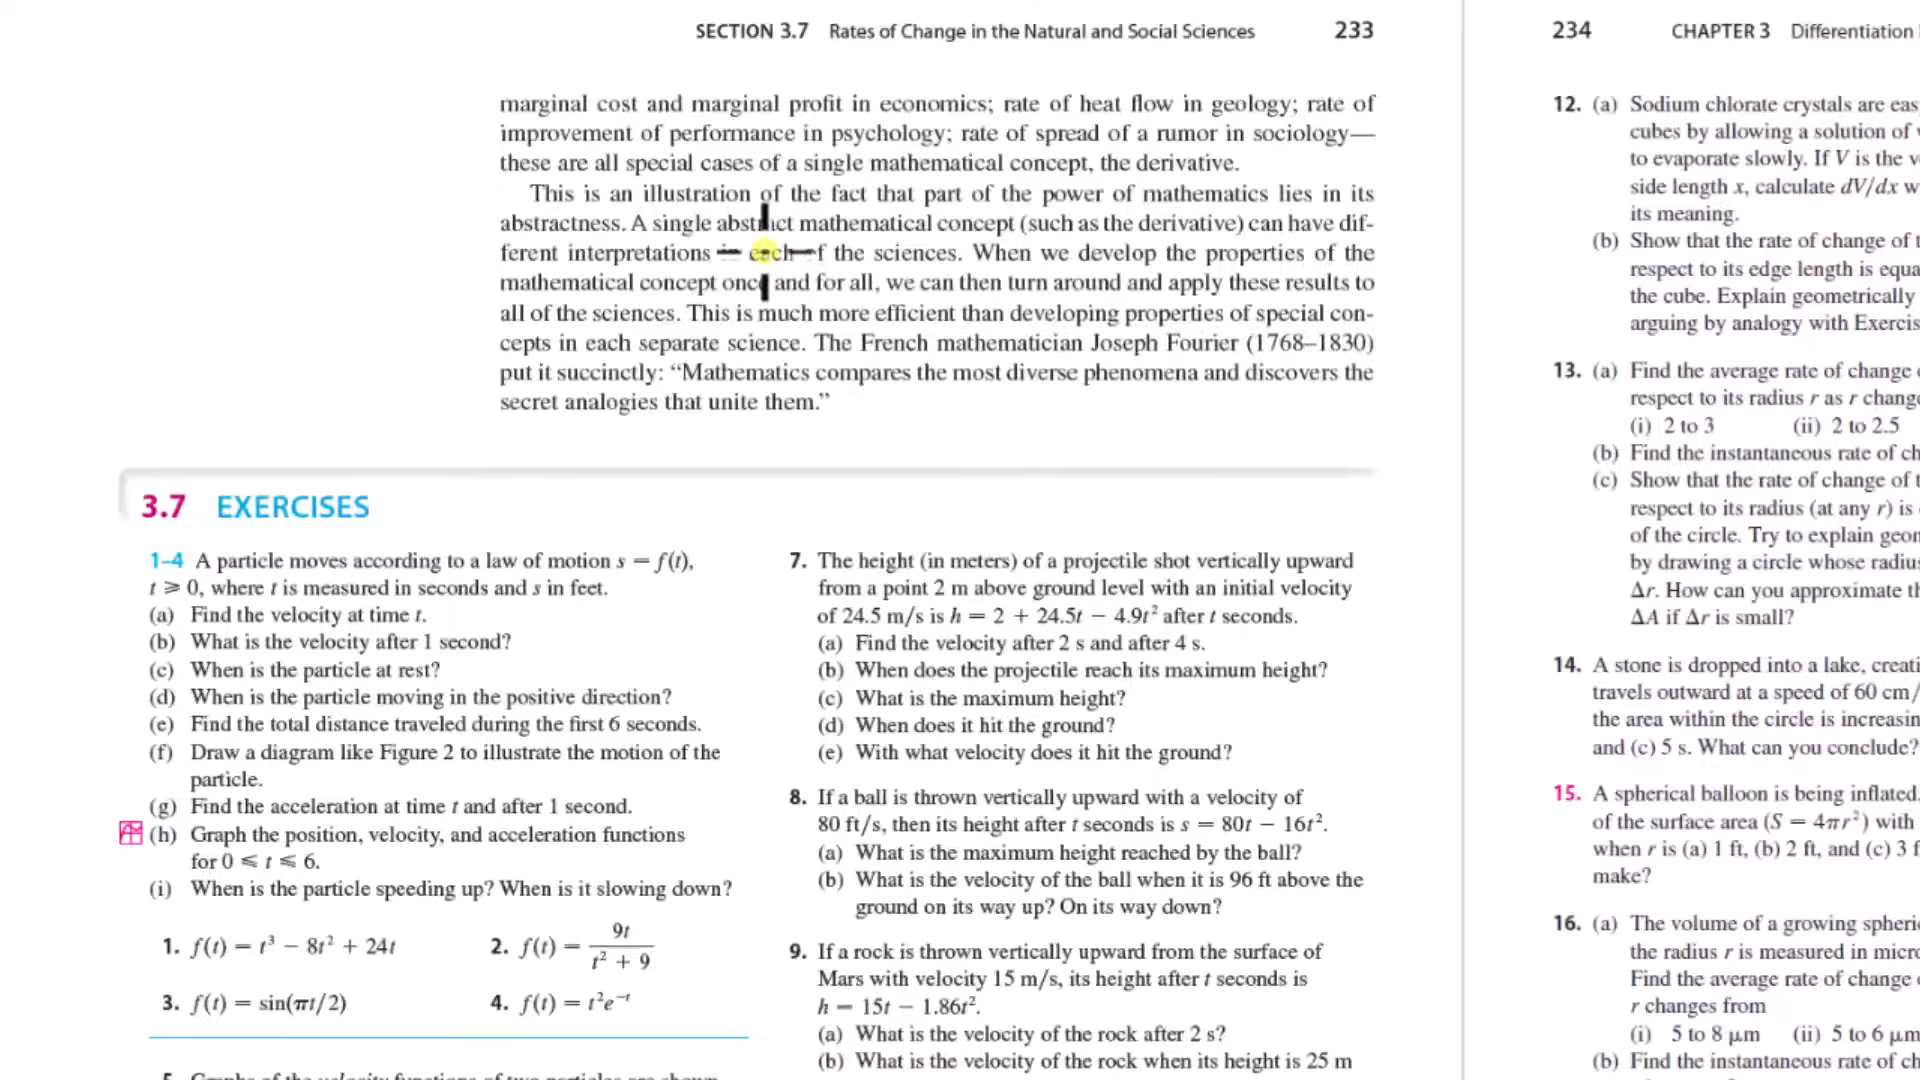 SECTION 3.7 Rates of Change in the Natural and Social Sciences 233
marginal cost and marginal profit in economics; rate of heat flow in geology; rate of
improvement of performance in psychology; rate of spread of a rumor in sociology—
these are all special cases of a single mathematical concept, the derivative.
This is an illustration of the fact that part of the power of mathematics lies in its
abstractness. A single abstract mathematical concept (such as the derivative) can have dif-
ferent interpretations in each of the sciences. When we develop the properties of the
mathematical concept once and for all, we can then turn around and apply these results to
all of the sciences. This is much more efficient than developing properties of special con-
cepts in each separate science. The French mathematician Joseph Fourier (1768–1830)
put it succinctly: “Mathematics compares the most diverse phenomena and discovers the
secret analogies that unite them.”
3.7 EXERCISES
1–4 A particle moves according to a law of motion s = f(t),
t ⩾ 0, where t is measured in seconds and s in feet.
(a) Find the velocity at time t.
(b) What is the velocity after 1 second?
(c) When is the particle at rest?
(d) When is the particle moving in the positive direction?
(e) Find the total distance traveled during the first 6 seconds.
(f) Draw a diagram like Figure 2 to illustrate the motion of the
particle.
(g) Find the acceleration at time t and after 1 second.
(h) Graph the position, velocity, and acceleration functions
for 0 ⩽ t ⩽ 6.
(i) When is the particle speeding up? When is it slowing down?
1. f(t) = t³ − 8t² + 24t
2. f(t) = 9t / (t² + 9)
3. f(t) = sin(πt/2)
4. f(t) = t²e⁻ᵗ
7. The height (in meters) of a projectile shot vertically upward
from a point 2 m above ground level with an initial velocity
of 24.5 m/s is h = 2 + 24.5t − 4.9t² after t seconds.
(a) Find the velocity after 2 s and after 4 s.
(b) When does the projectile reach its maximum height?
(c) What is the maximum height?
(d) When does it hit the ground?
(e) With what velocity does it hit the ground?
8. If a ball is thrown vertically upward with a velocity of
80 ft/s, then its height after t seconds is s = 80t − 16t².
(a) What is the maximum height reached by the ball?
(b) What is the velocity of the ball when it is 96 ft above the
ground on its way up? On its way down?
9. If a rock is thrown vertically upward from the surface of
Mars with velocity 15 m/s, its height after t seconds is
h = 15t − 1.86t².
(a) What is the velocity of the rock after 2 s?
(b) What is the velocity of the rock when its height is 25 m
234 CHAPTER 3 Differentiation
12. (a) Sodium chlorate crystals are eas
cubes by allowing a solution of
to evaporate slowly. If V is the v
side length x, calculate dV/dx w
its meaning.
(b) Show that the rate of change of t
respect to its edge length is equa
the cube. Explain geometrically
arguing by analogy with Exercis
13. (a) Find the average rate of change
respect to its radius r as r change
(i) 2 to 3 (ii) 2 to 2.5
(b) Find the instantaneous rate of ch
(c) Show that the rate of change of t
respect to its radius (at any r) is
of the circle. Try to explain geom
by drawing a circle whose radius
Δr. How can you approximate th
ΔA if Δr is small?
14. A stone is dropped into a lake, creati
travels outward at a speed of 60 cm/
the area within the circle is increasin
and (c) 5 s. What can you conclude?
15. A spherical balloon is being inflated.
of the surface area (S = 4πr²) with
when r is (a) 1 ft, (b) 2 ft, and (c) 3 f
make?
16. (a) The volume of a growing spheri
the radius r is measured in micro
Find the average rate of change
r changes from
(i) 5 to 8 μm (ii) 5 to 6 μm
(b) Find the instantaneous rate of ch